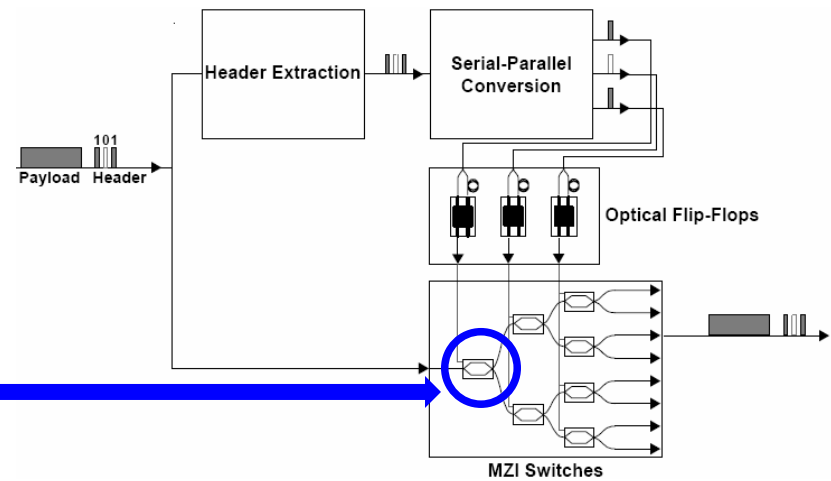 Header Extraction
Serial-Parallel
Conversion
101
Payload Header
Optical Flip-Flops
MZI Switches